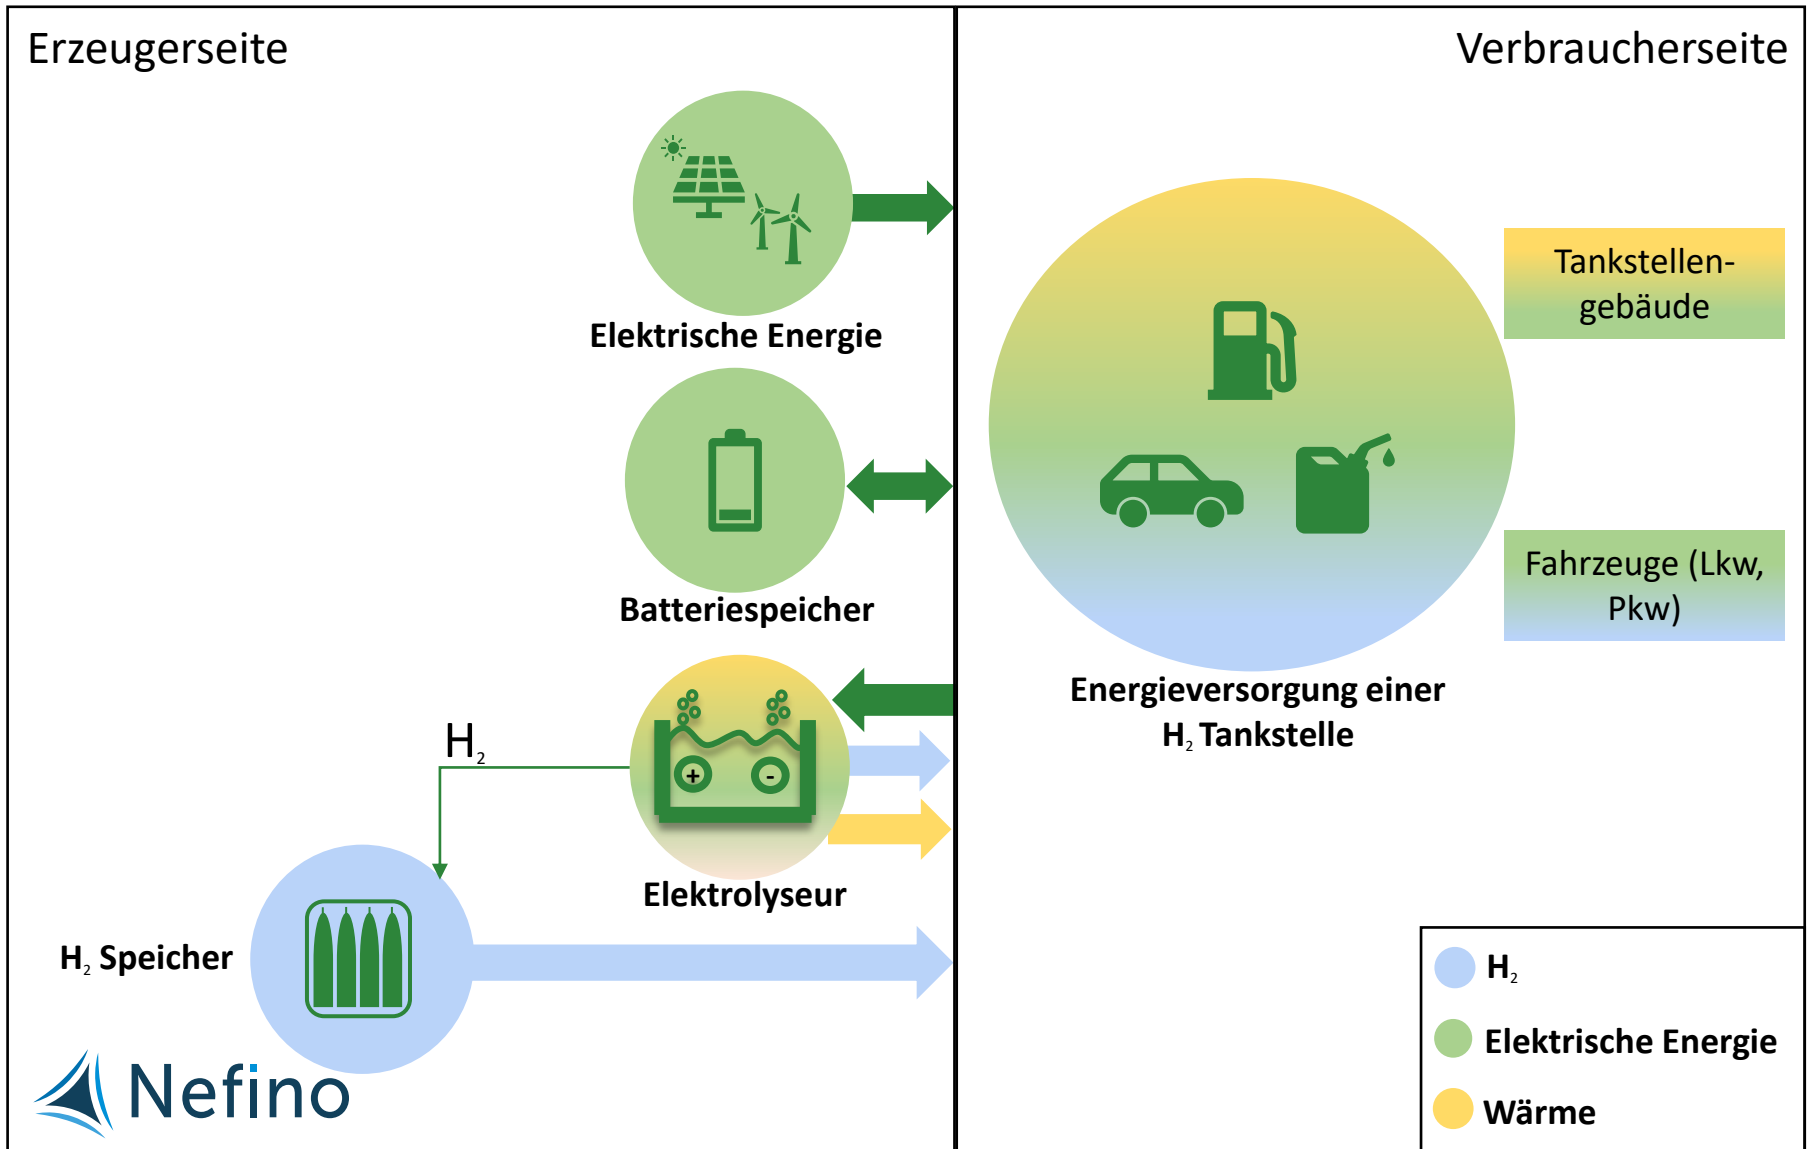 Erzeugerseite
Verbraucherseite
Elektrische Energie
Batteriespeicher
H₂
+
-
Elektrolyseur
H₂ Speicher
Nefino
Energieversorgung einer
H₂ Tankstelle
Tankstellen-
gebäude
Fahrzeuge (Lkw,
Pkw)
H₂
Elektrische Energie
Wärme